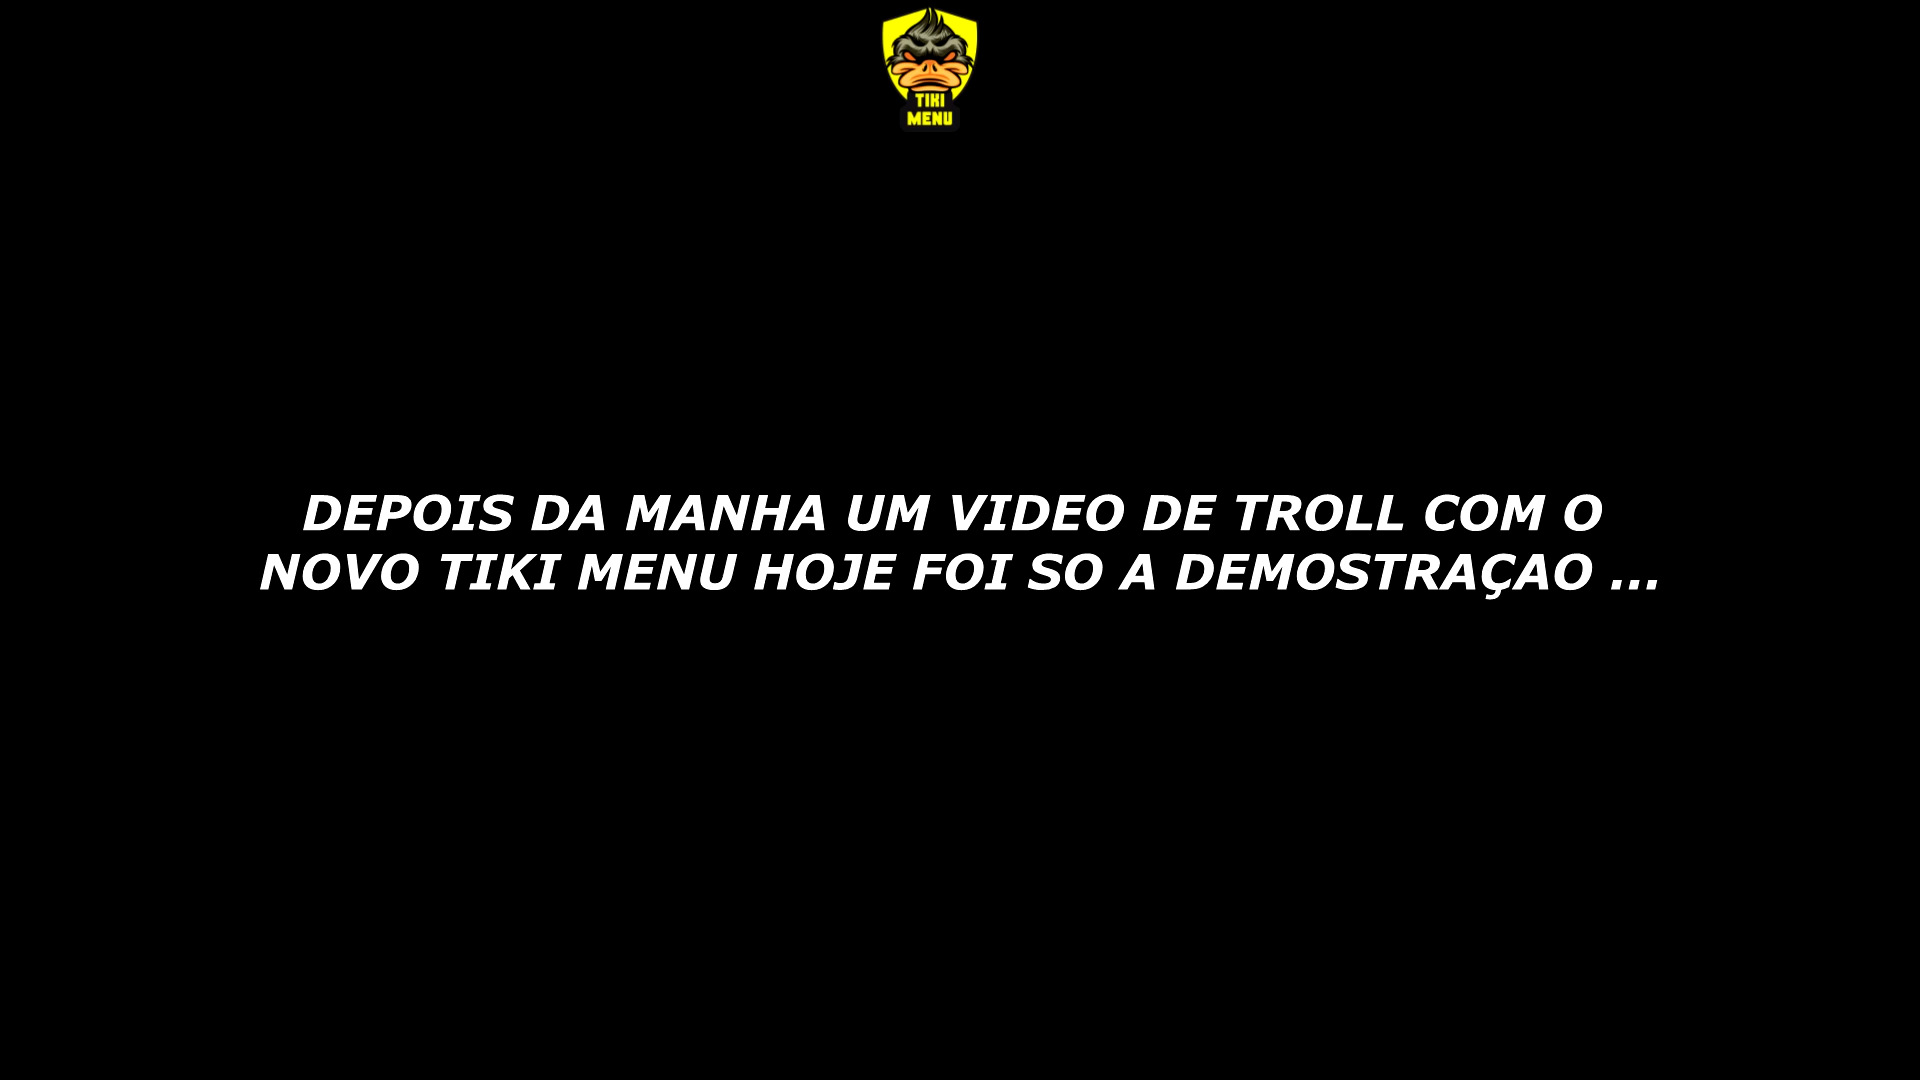 TIKI
MENU
DEPOIS DA MANHA UM VIDEO DE TROLL COM O
NOVO TIKI MENU HOJE FOI SO A DEMOSTRAÇAO ...